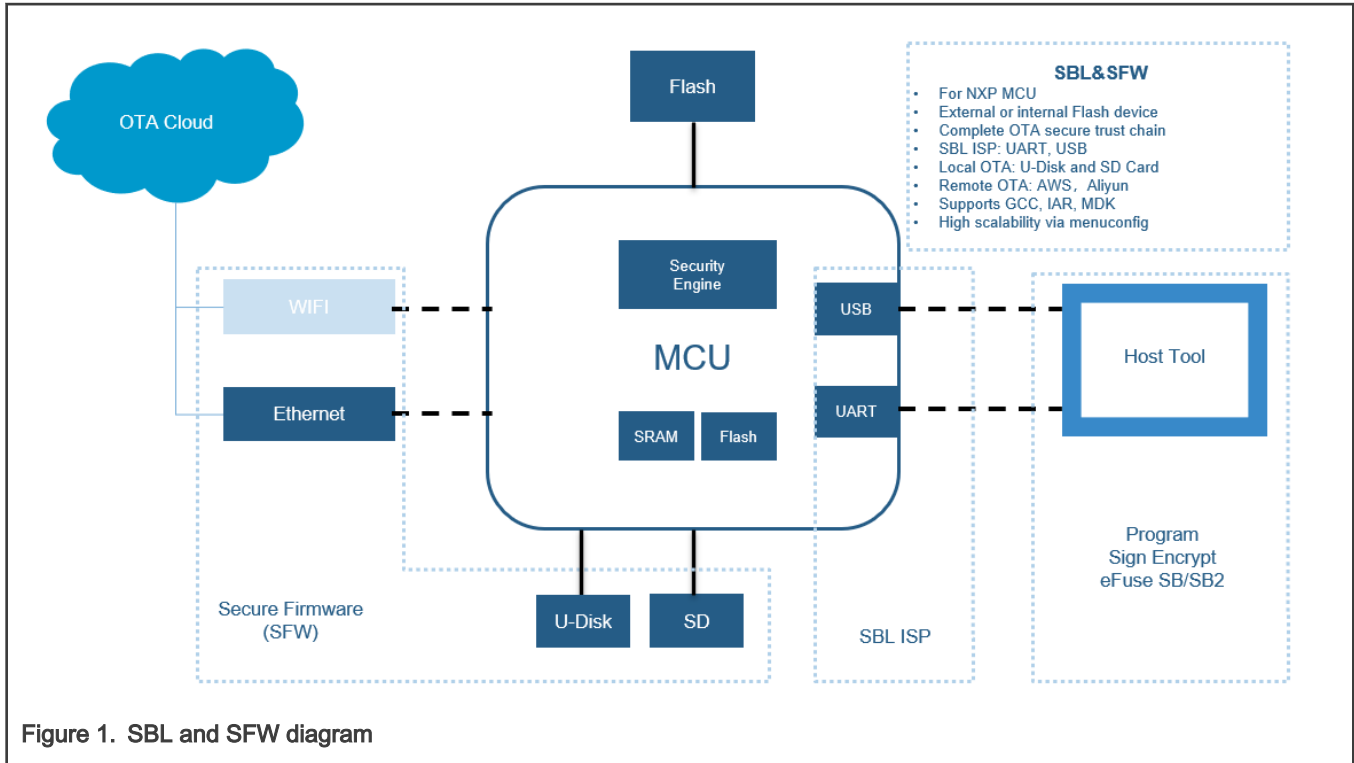 OTA Cloud
Flash
SBL&SFW
• For NXP MCU
• External or internal Flash device
• Complete OTA secure trust chain
• SBL ISP: UART, USB
• Local OTA: U-Disk and SD Card
• Remote OTA: AWS，Aliyun
• Supports GCC, IAR, MDK
• High scalability via menuconfig
WIFI
Ethernet
Security
Engine
MCU
SRAM
Flash
USB
UART
Host Tool
Secure Firmware
(SFW)
U-Disk
SD
SBL ISP
Program
Sign Encrypt
eFuse SB/SB2
Figure 1. SBL and SFW diagram